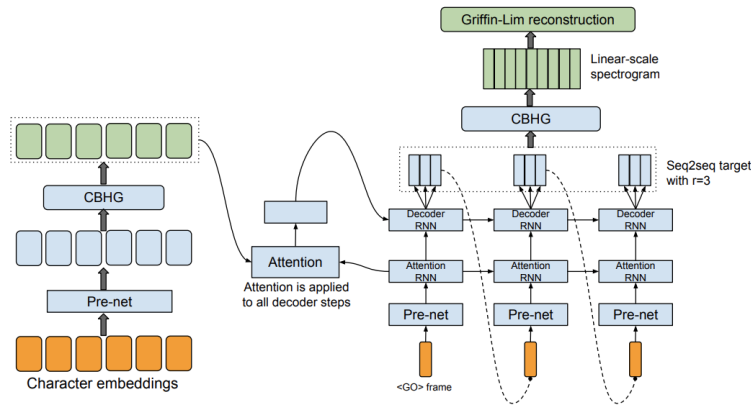 Griffin-Lim reconstruction
Linear-scale
spectrogram
CBHG
Seq2seq target
with r=3
CBHG
Decoder
RNN
Decoder
RNN
Decoder
RNN
Attention
Attention is applied
to all decoder steps
Attention
RNN
Attention
RNN
Attention
RNN
Pre-net
Pre-net
Pre-net
Pre-net
<GO> frame
Character embeddings